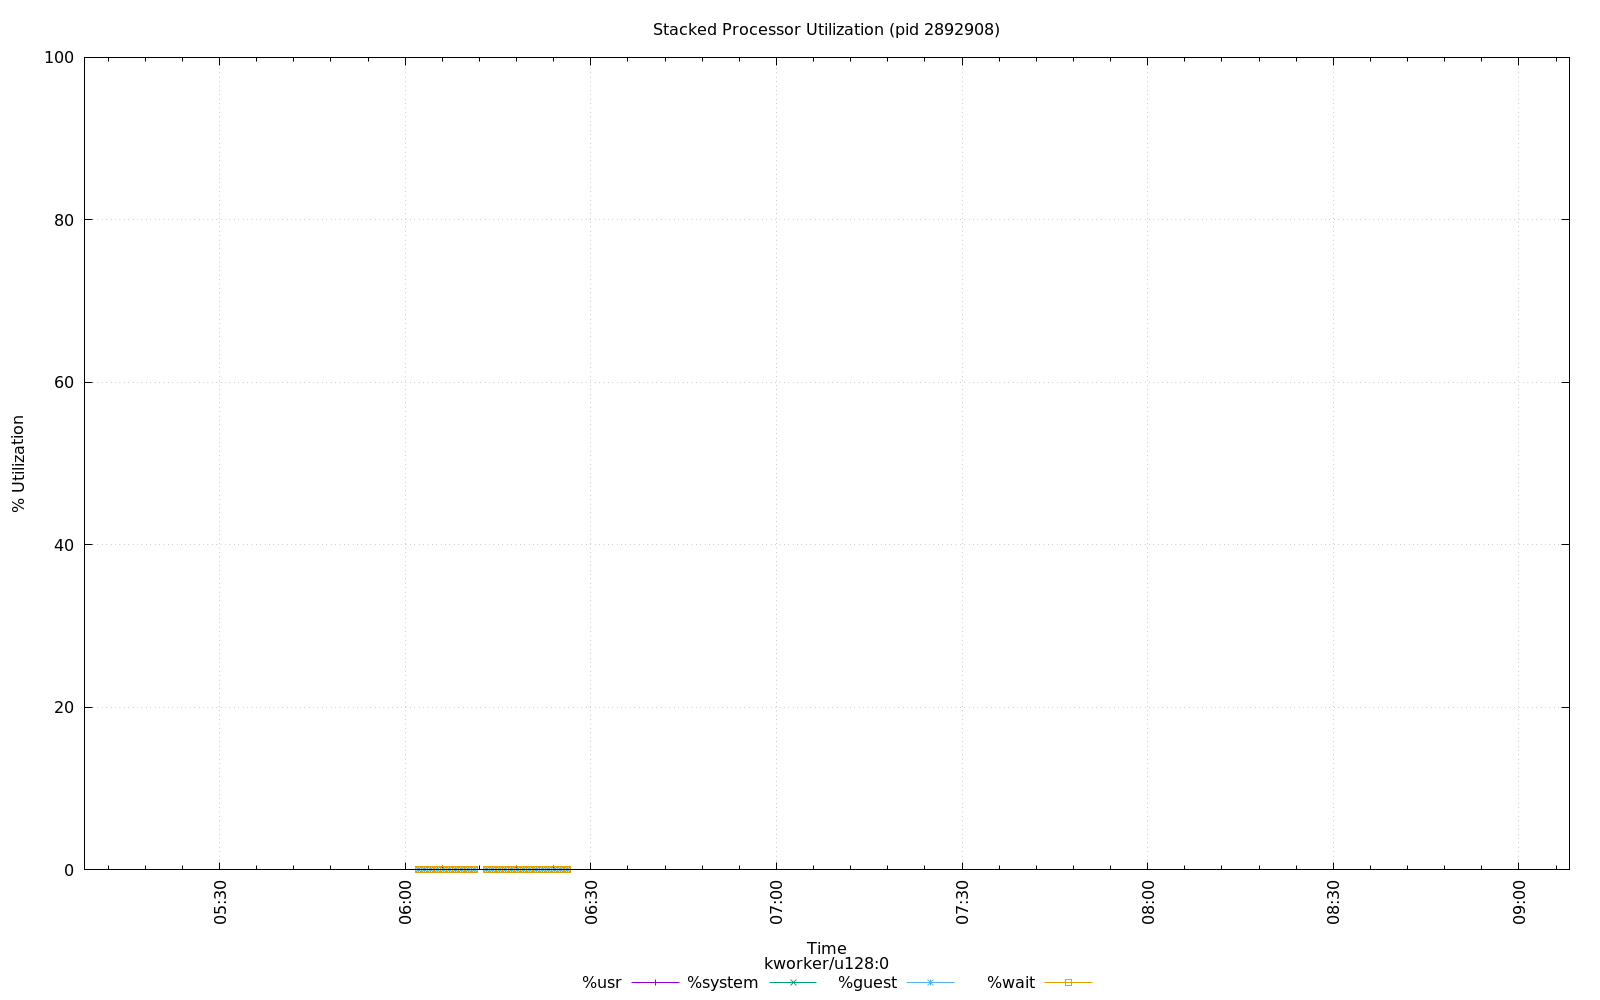 Stacked Processor Utilization (pid 2892908)
100
80
60
40
20
0
% Utilization
05:30
06:00
06:30
07:00
07:30
08:00
08:30
09:00
Time
kworker/u128:0
%usr %system %guest %wait